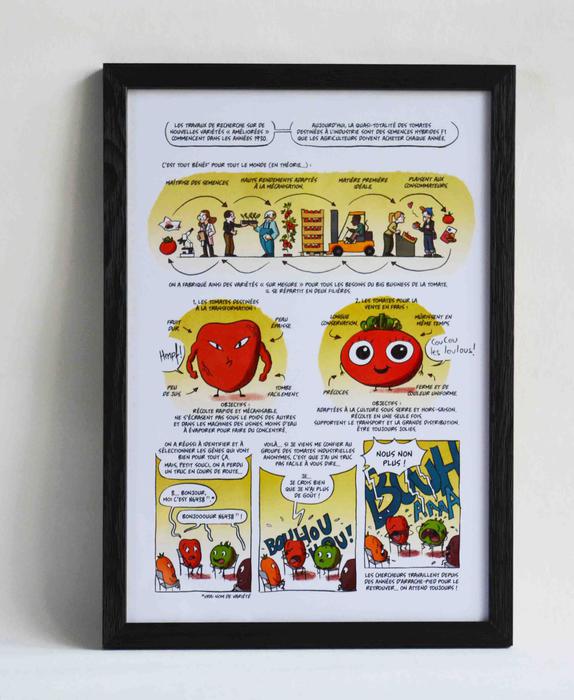 LES TRAVAUX DE RECHERCHE SUR DE
NOUVELLES VARIÉTÉS « AMÉLIORÉES »
COMMENCENT DANS LES ANNÉES 1930.
AUJOURD'HUI, LA QUASI-TOTALITÉ DES TOMATES
DESTINÉES À L'INDUSTRIE SONT DES SEMENCES HYBRIDES F1
QUE LES AGRICULTEURS DOIVENT ACHETER CHAQUE ANNÉE.
C'EST TOUT BÉNEF' POUR TOUT LE MONDE (EN THÉORIE...) :
MAÎTRISE DES SEMENCES
HAUTS RENDEMENTS ADAPTÉS
À LA MÉCANISATION.
MATIÈRE PREMIÈRE
IDÉALE
PLAISENT AUX
CONSOMMATEURS
ON A FABRIQUÉ AINSI DES VARIÉTÉS « SUR MESURE » POUR TOUS LES BESOINS DU BIG BUSINESS DE LA TOMATE.
IL SE RÉPARTIT EN DEUX FILIÈRES.
1. LES TOMATES DESTINÉES
À LA TRANSFORMATION :
FRUIT
DUR
PEAU
ÉPAISSE
Hmpf!
PEU
DE JUS
TOMBE
FACILEMENT
OBJECTIFS :
RÉCOLTE RAPIDE ET MÉCANISABLE.
NE S'ÉCRASENT PAS SOUS LE POIDS DES AUTRES
ET DANS LES MACHINES DES USINES. MOINS D'EAU
À ÉVAPORER POUR FAIRE DU CONCENTRÉ.
2. LES TOMATES POUR LA
VENTE EN FRAIS :
LONGUE
CONSERVATION
MÛRISSENT EN
MÊME TEMPS
CouCou
les loulous!
PRÉCOCES
FERME ET DE
COULEUR UNIFORME.
OBJECTIFS :
ADAPTÉES À LA CULTURE SOUS SERRE ET HORS-SAISON.
RÉCOLTE EN UNE SEULE FOIS.
SUPPORTENT LE TRANSPORT ET LA GRANDE DISTRIBUTION.
ÊTRE TOUJOURS JOLIES.
ON A RÉUSSI À IDENTIFIER ET À
SÉLECTIONNER LES GÈNES QUI VONT
BIEN POUR TOUT ÇA.
MAIS, PETIT SOUCI, ON A PERDU
UN TRUC EN COURS DE ROUTE...
B... BONJOUR,
MOI C'EST N6438
BONJOOOUUR N6438 !
*VRAI NOM DE VARIÉTÉ
VOILÀ... SI JE VIENS ME CONFIER AU
GROUPE DES TOMATES INDUSTRIELLES
ANONYMES, C'EST QUE J'AI UN TRUC
PAS FACILE À VOUS DIRE...
JE...
JE CROIS BIEN
QUE JE N'AI PLUS
DE GOÛT !
BOUHOU
HOU!
NOUS NON
PLUS !
LES CHERCHEURS TRAVAILLENT DEPUIS
DES ANNÉES D'ARRACHE-PIED POUR LE
RETROUVER... ON ATTEND TOUJOURS !